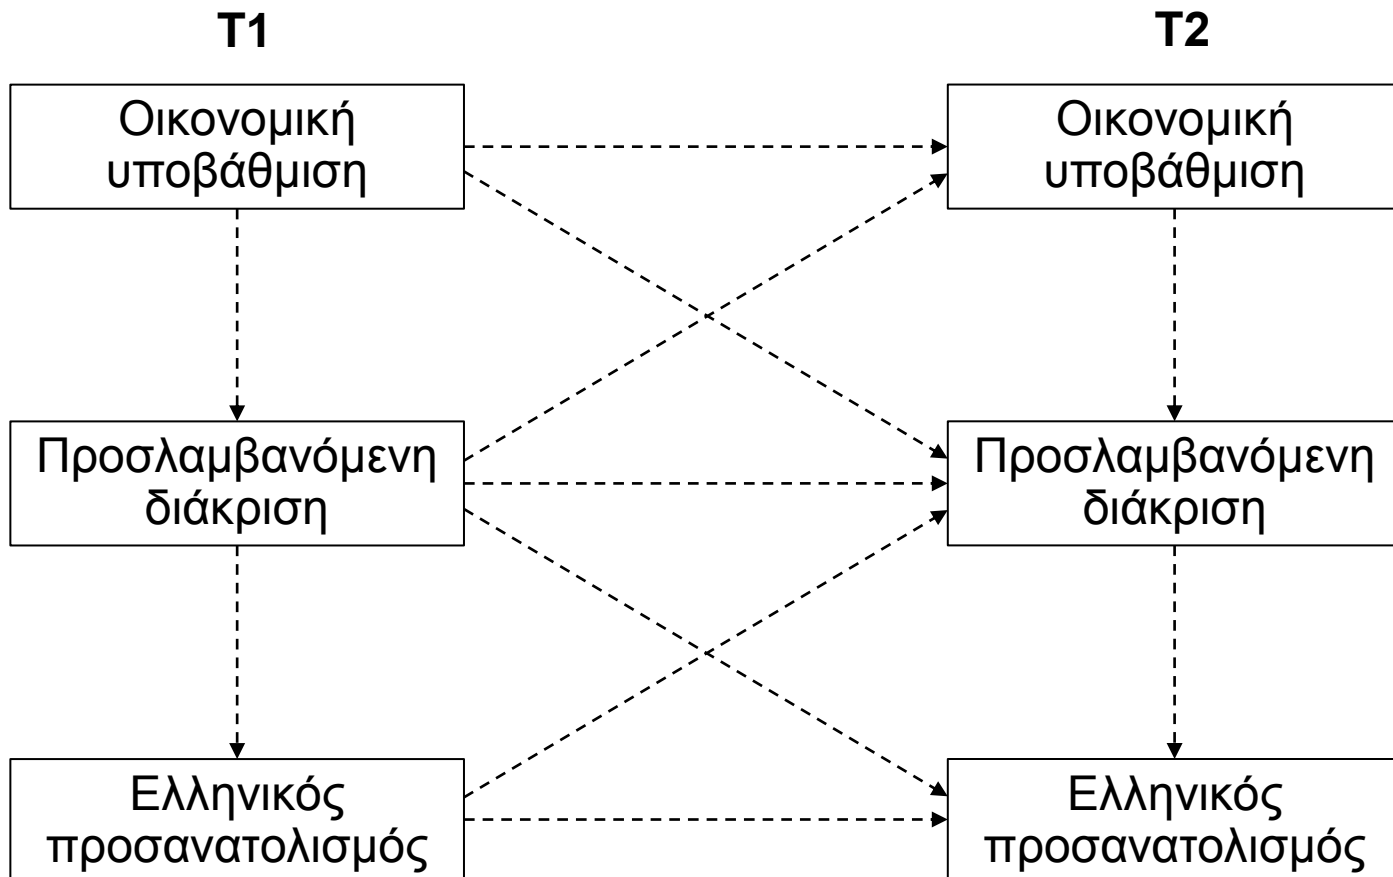 T1
T2
Οικονομική
υποβάθμιση
Οικονομική
υποβάθμιση
Προσλαμβανόμενη
διάκριση
Προσλαμβανόμενη
διάκριση
Ελληνικός
προσανατολισμός
Ελληνικός
προσανατολισμός